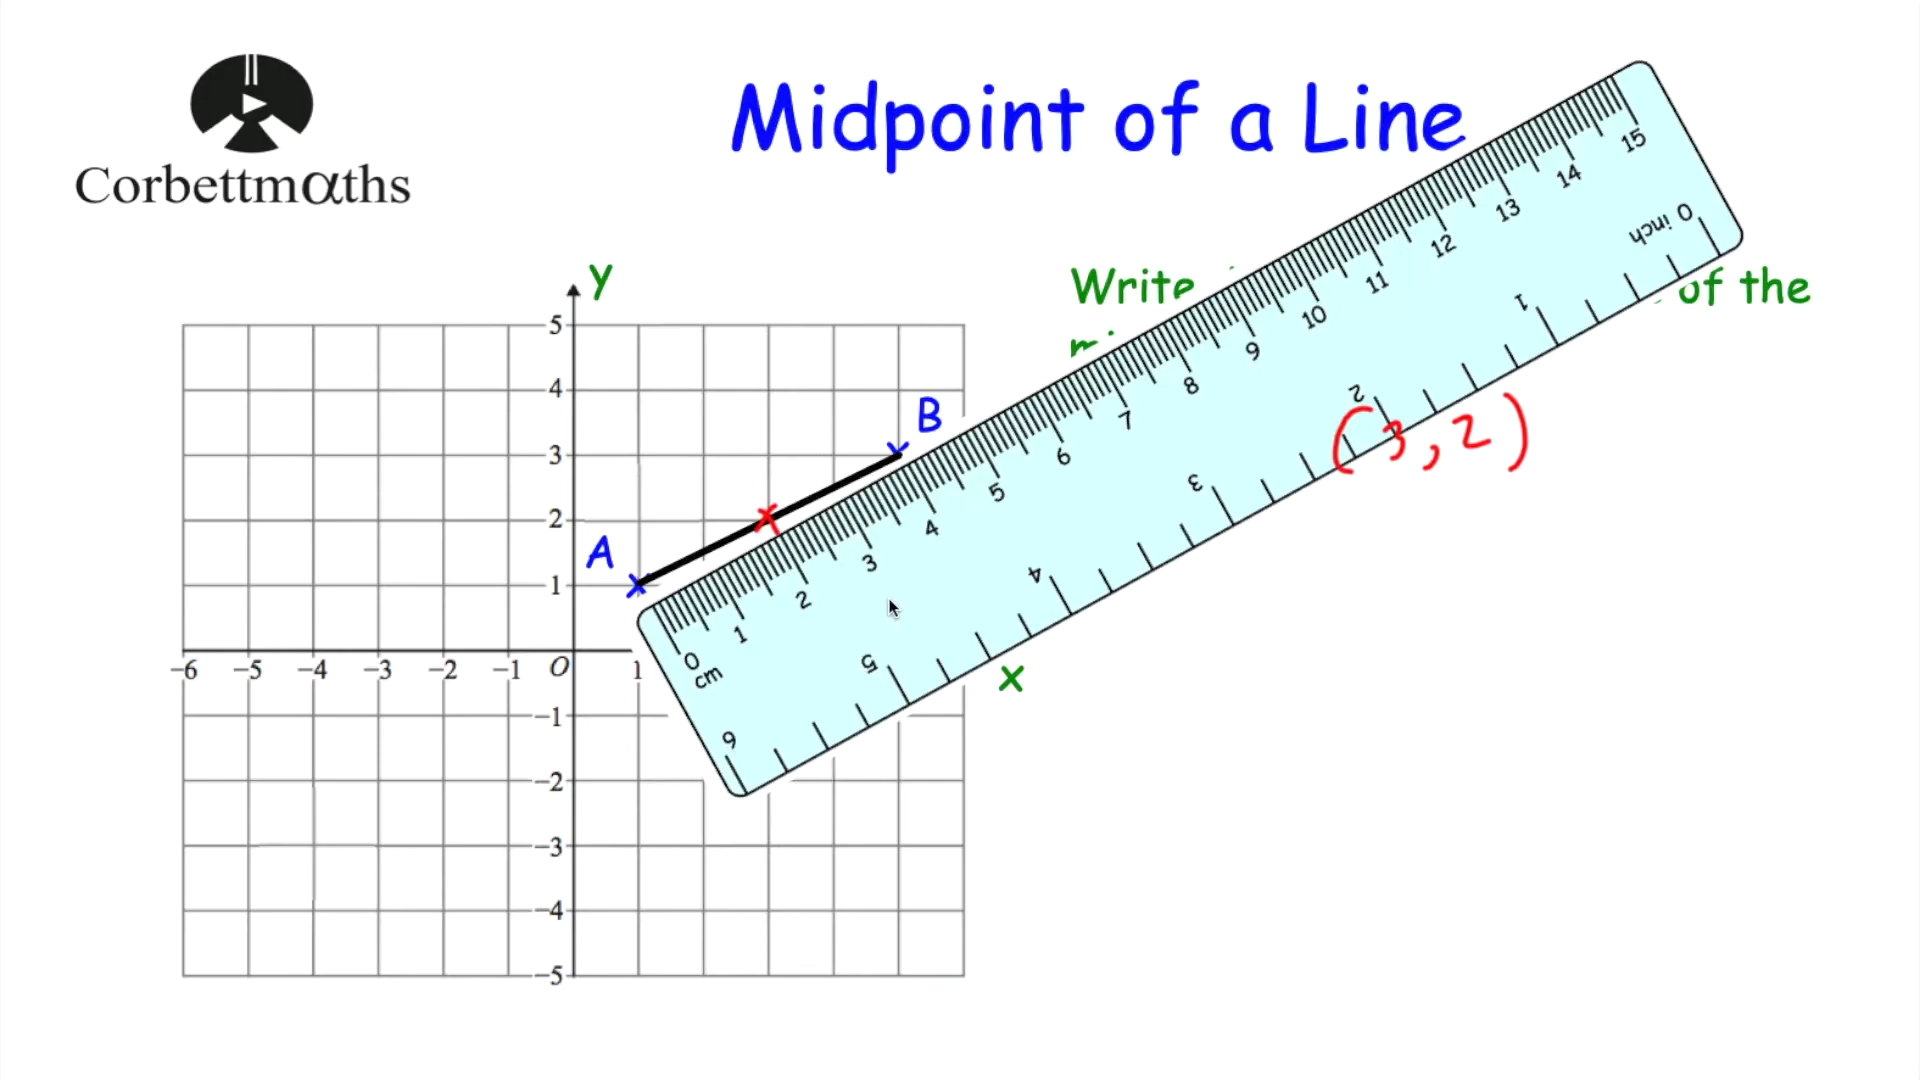 Midpoint of a Line
Corbettmαths
Write of the
y
5
4
3
2
1
−6 −5 −4 −3 −2 −1 O 1
−1
−2
−3
−4
−5
x
A
B
(3,2)
0 1 2 3 4 5 6 7 8 9 10 11 12 13 14 15
cm
0 inch 1 2 3 4 5 6